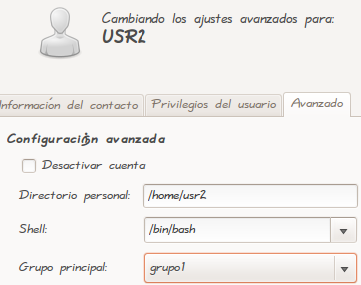 Cambiando los ajustes avanzados para:
USR2
Información del contacto Privilegios del usuario Avanzado
Configuración avanzada
Desactivar cuenta
Directorio personal: /home/usr2
Shell: /bin/bash
Grupo principal: grupo1